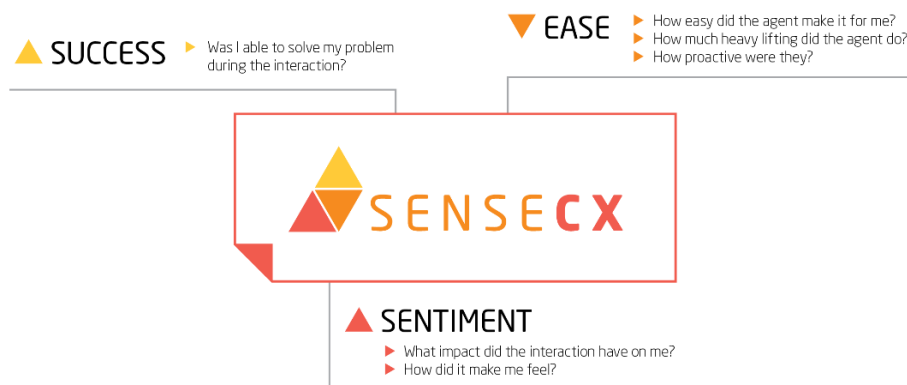 SUCCESS
Was I able to solve my problem
during the interaction?
EASE
How easy did the agent make it for me?
How much heavy lifting did the agent do?
How proactive were they?
SENSECX
SENTIMENT
What impact did the interaction have on me?
How did it make me feel?